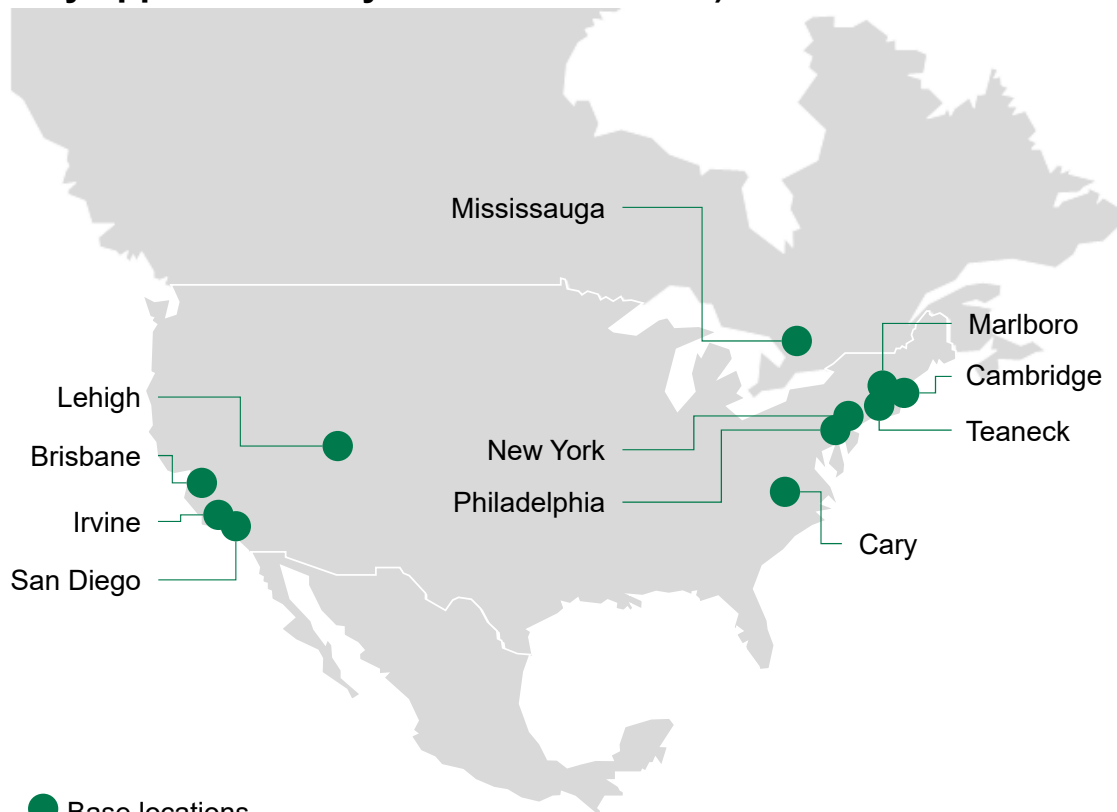 Mississauga
Marlboro
Cambridge
Lehigh
Teaneck
New York
Brisbane
Philadelphia
Irvine
Cary
San Diego
Base locations